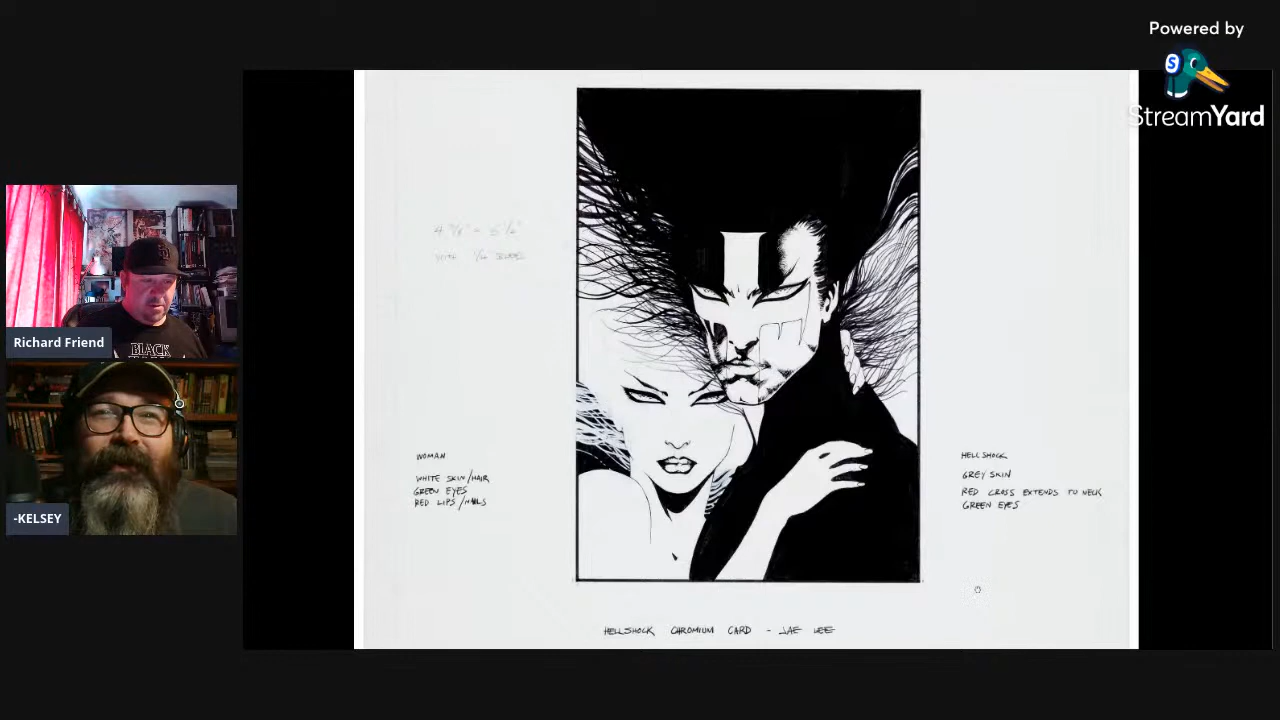 Powered by
StreamYard
Richard Friend
BLACK
-KELSEY
WOMAN
WHITE SKIN/HAIR
GREEN EYES
RED LIPS/NAILS
HELLSHOCK
GREY SKIN
RED CROSS EXTENDS TO NECK
GREEN EYES
HELLSHOCK CHROMIUM CARD - JAE LEE